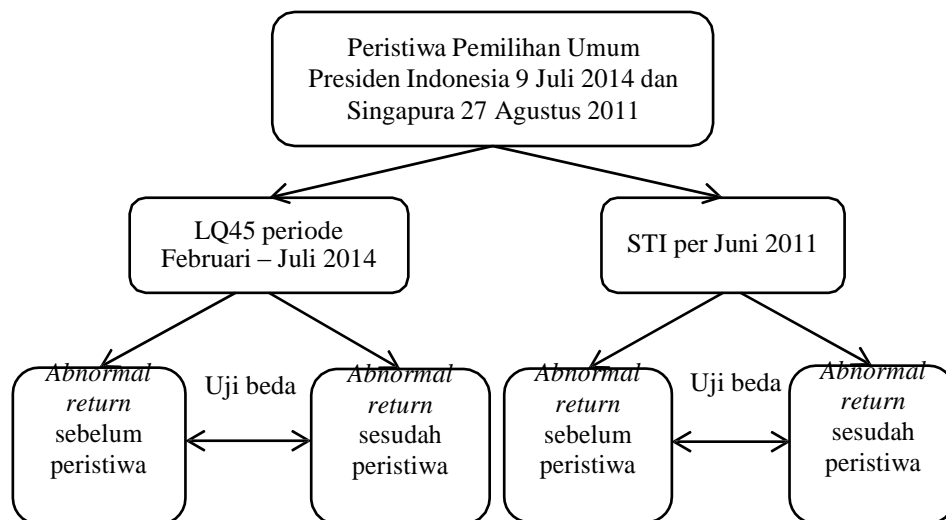 Peristiwa Pemilihan Umum
Presiden Indonesia 9 Juli 2014 dan
Singapura 27 Agustus 2011
LQ45 periode
Februari – Juli 2014
STI per Juni 2011
Abnormal
return
sebelum
peristiwa
Uji beda
Abnormal
return
sesudah
peristiwa
Abnormal
return
sebelum
peristiwa
Uji beda
Abnormal
return
sesudah
peristiwa